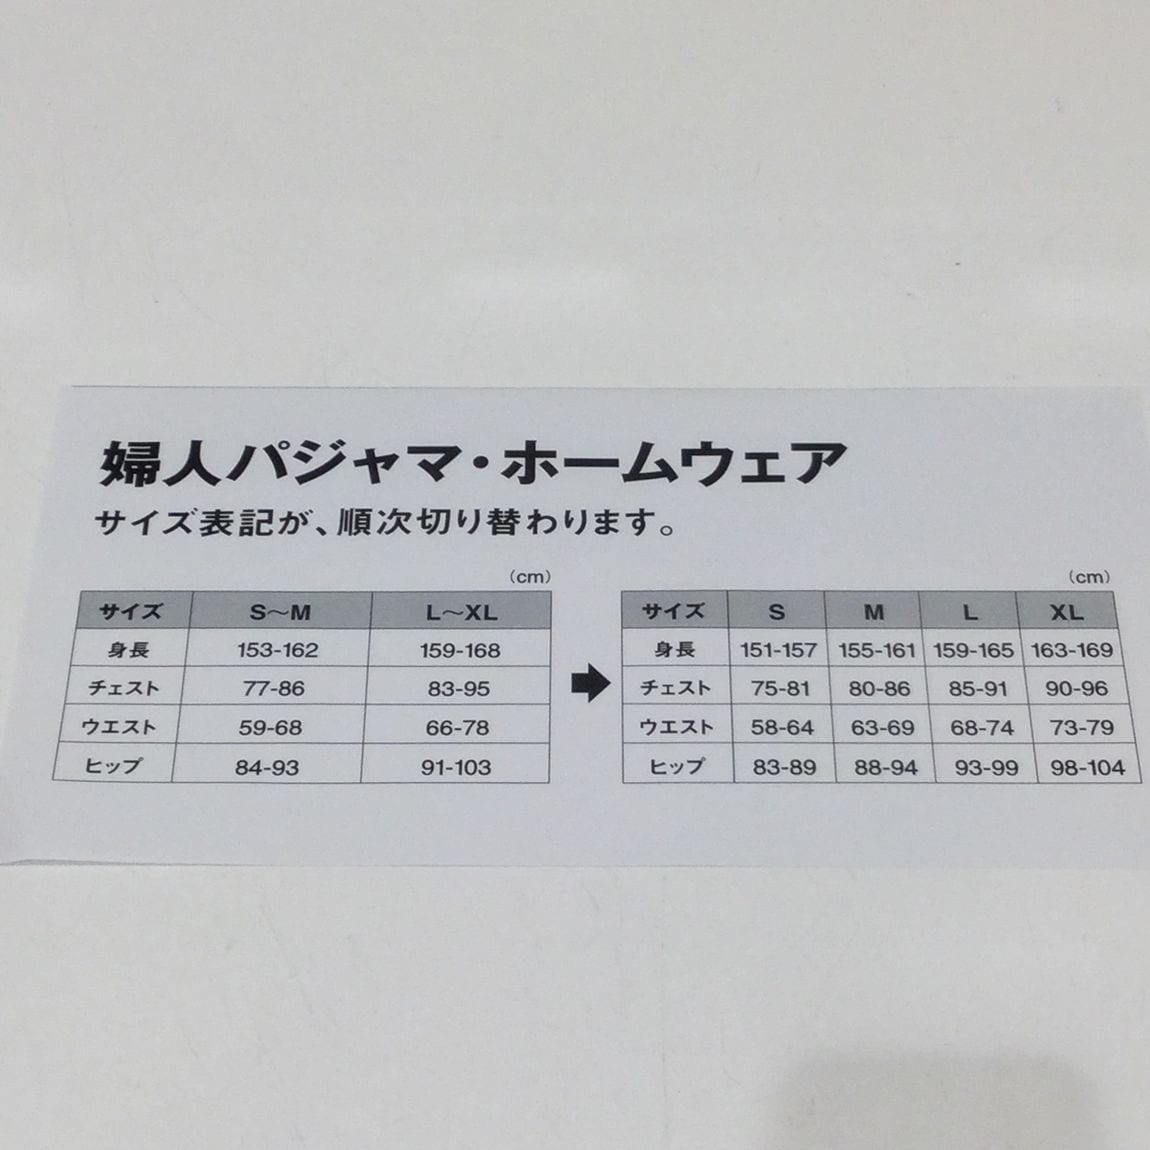 婦人パジャマ・ホームウェア
サイズ表記が、順次切り替わります。
(cm)
サイズ S〜M L〜XL
身長 153-162 159-168
チェスト 77-86 83-95
ウエスト 59-68 66-78
ヒップ 84-93 91-103
(cm)
サイズ S M L XL
身長 151-157 155-161 159-165 163-169
チェスト 75-81 80-86 85-91 90-96
ウエスト 58-64 63-69 68-74 73-79
ヒップ 83-89 88-94 93-99 98-104